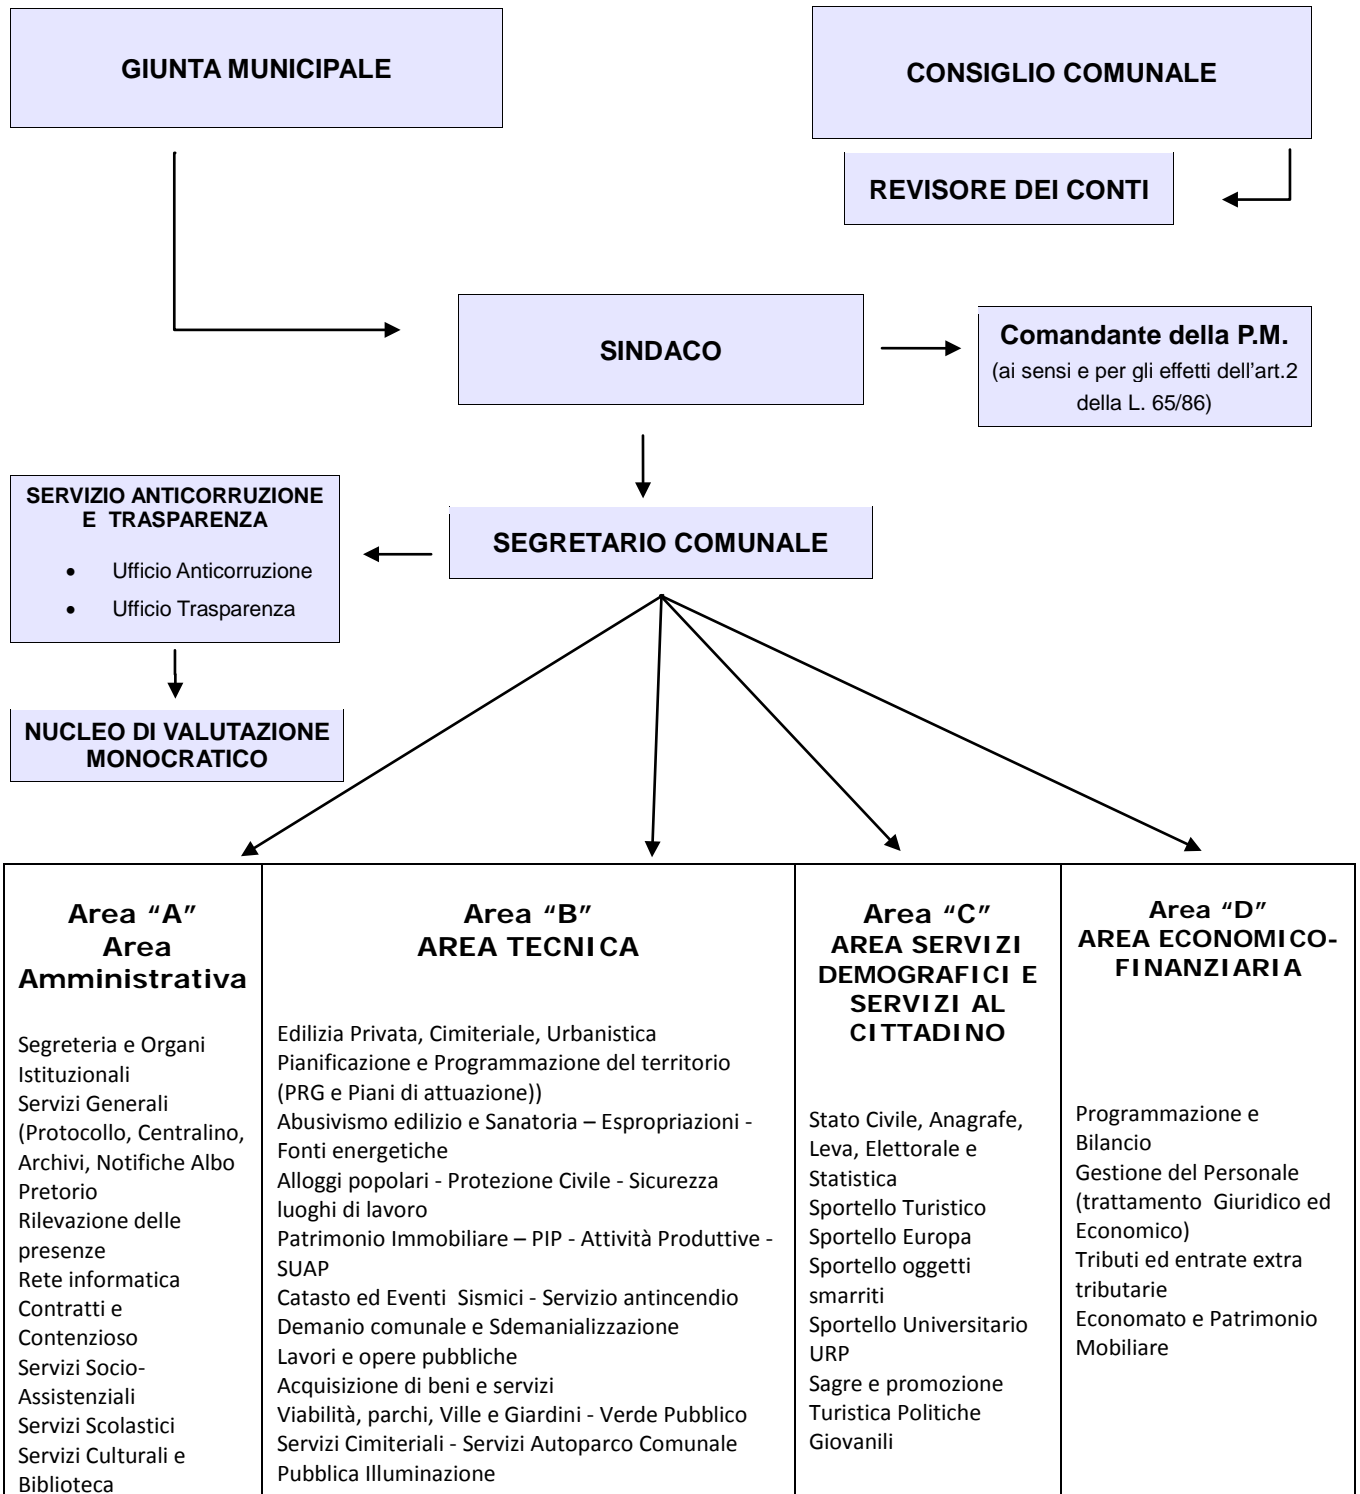 GIUNTA MUNICIPALE
CONSIGLIO COMUNALE
REVISORE DEI CONTI
SINDACO
Comandante della P.M.
(ai sensi e per gli effetti dell'art.2
della L. 65/86)
SERVIZIO ANTICORRUZIONE
E TRASPARENZA
• Ufficio Anticorruzione
• Ufficio Trasparenza
SEGRETARIO COMUNALE
NUCLEO DI VALUTAZIONE
MONOCRATICO
Area “A”
Area
Amministrativa
Segreteria e Organi
Istituzionali
Servizi Generali
(Protocollo, Centralino,
Archivi, Notifiche Albo
Pretorio
Rilevazione delle
presenze
Rete informatica
Contratti e
Contenzioso
Servizi Socio-
Assistenziali
Servizi Scolastici
Servizi Culturali e
Biblioteca
Area “B”
AREA TECNICA
Edilizia Privata, Cimiteriale, Urbanistica
Pianificazione e Programmazione del territorio
(PRG e Piani di attuazione))
Abusivismo edilizio e Sanatoria – Espropriazioni -
Fonti energetiche
Alloggi popolari - Protezione Civile - Sicurezza
luoghi di lavoro
Patrimonio Immobiliare – PIP - Attività Produttive -
SUAP
Catasto ed Eventi Sismici - Servizio antincendio
Demanio comunale e Sdemanializzazione
Lavori e opere pubbliche
Acquisizione di beni e servizi
Viabilità, parchi, Ville e Giardini - Verde Pubblico
Servizi Cimiteriali - Servizi Autoparco Comunale
Pubblica Illuminazione
Area “C”
AREA SERVIZI
DEMOGRAFICI E
SERVIZI AL
CITTADINO
Stato Civile, Anagrafe,
Leva, Elettorale e
Statistica
Sportello Turistico
Sportello Europa
Sportello oggetti
smarriti
Sportello Universitario
URP
Sagre e promozione
Turistica Politiche
Giovanili
Area “D”
AREA ECONOMICO-
FINANZIARIA
Programmazione e
Bilancio
Gestione del Personale
(trattamento Giuridico ed
Economico)
Tributi ed entrate extra
tributarie
Economato e Patrimonio
Mobiliare